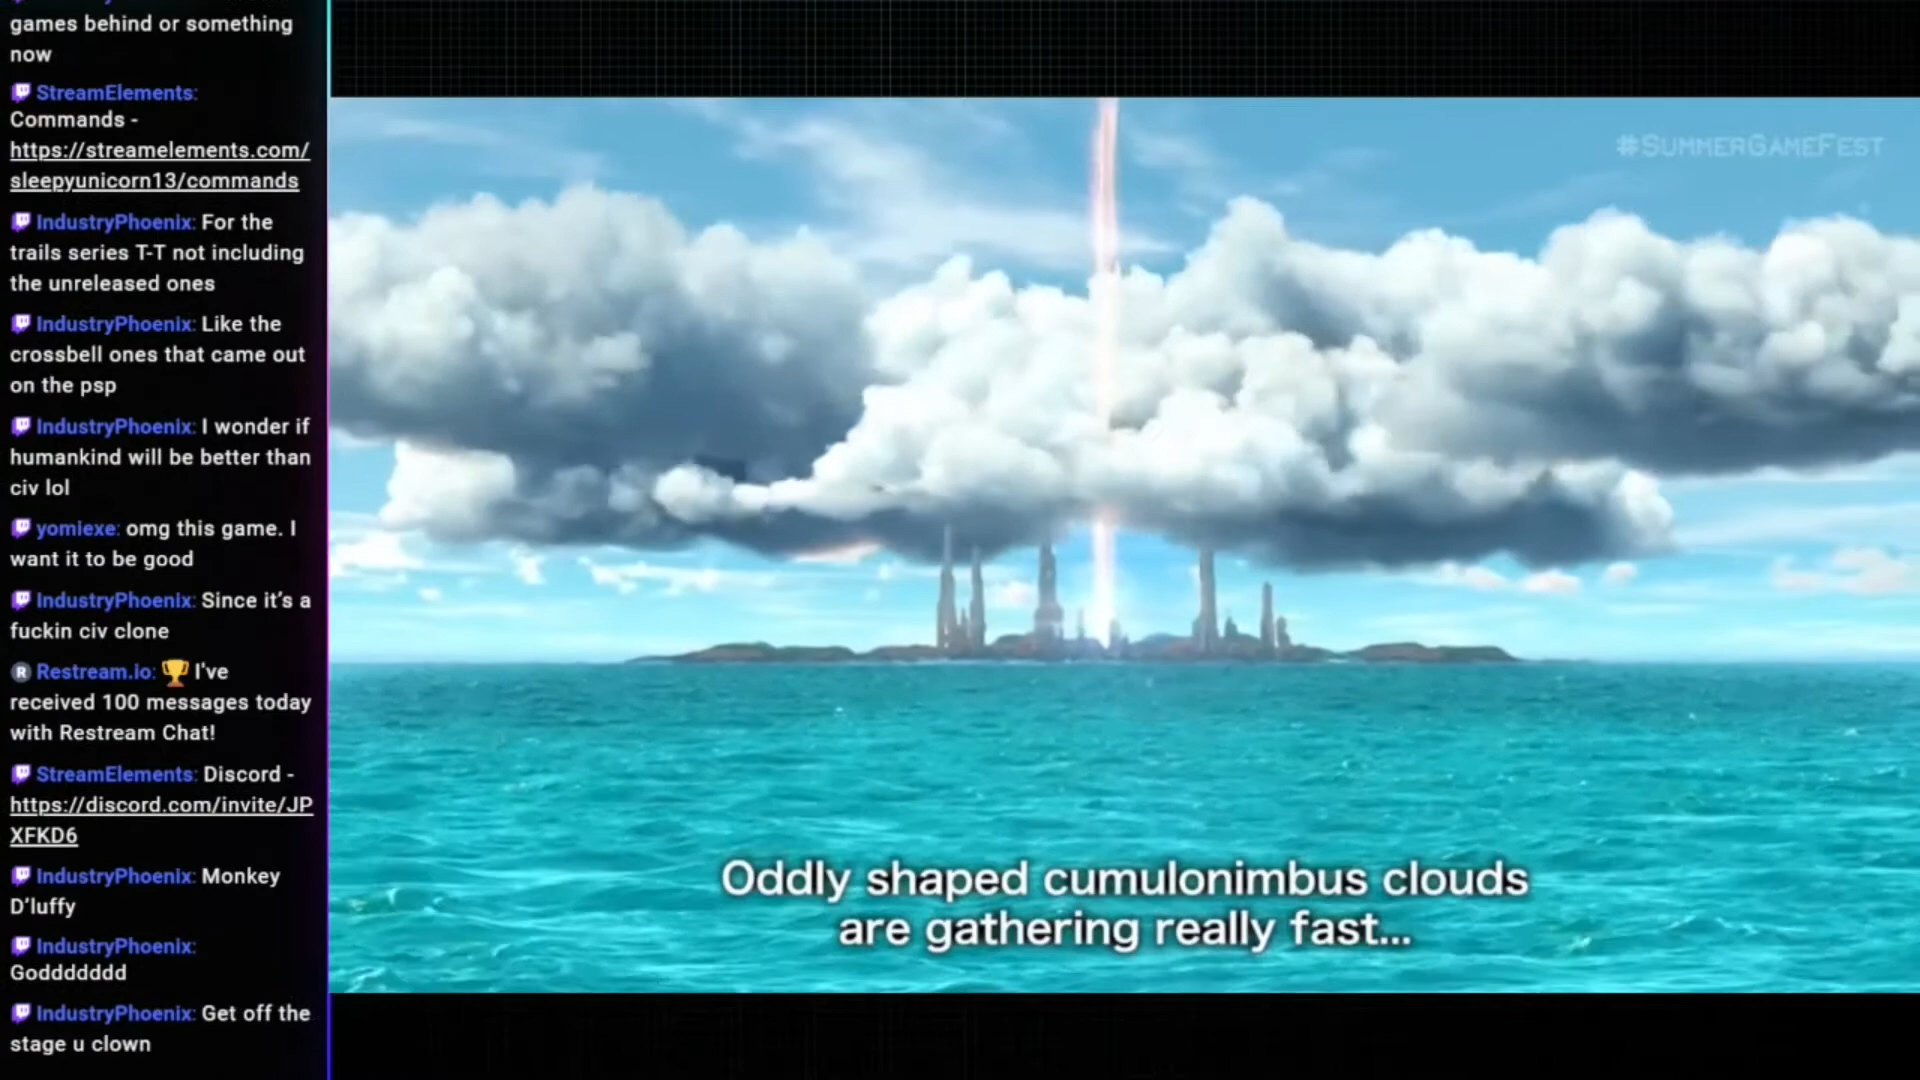 games behind or something
now
StreamElements:
Commands -
https://streamelements.com/
sleepyunicorn13/commands
IndustryPhoenix: For the
trails series T-T not including
the unreleased ones
IndustryPhoenix: Like the
crossbell ones that came out
on the psp
IndustryPhoenix: I wonder if
humankind will be better than
civ lol
yomiexe: omg this game. I
want it to be good
IndustryPhoenix: Since it's a
fuckin civ clone
R Restream.io: 🏆 I've
received 100 messages today
with Restream Chat!
StreamElements: Discord -
https://discord.com/invite/JP
XFKD6
IndustryPhoenix: Monkey
D'luffy
IndustryPhoenix:
Goddddddd
IndustryPhoenix: Get off the
stage u clown
#SummerGameFest
Oddly shaped cumulonimbus clouds
are gathering really fast...